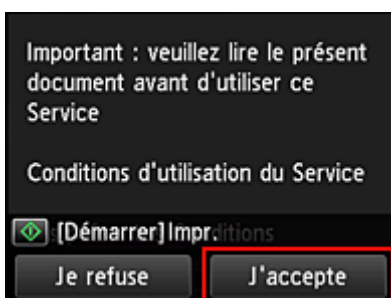 Important : veuillez lire le présent
document avant d'utiliser ce
Service
Conditions d'utilisation du Service
[Démarrer]Impr.
Je refuse
J'accepte